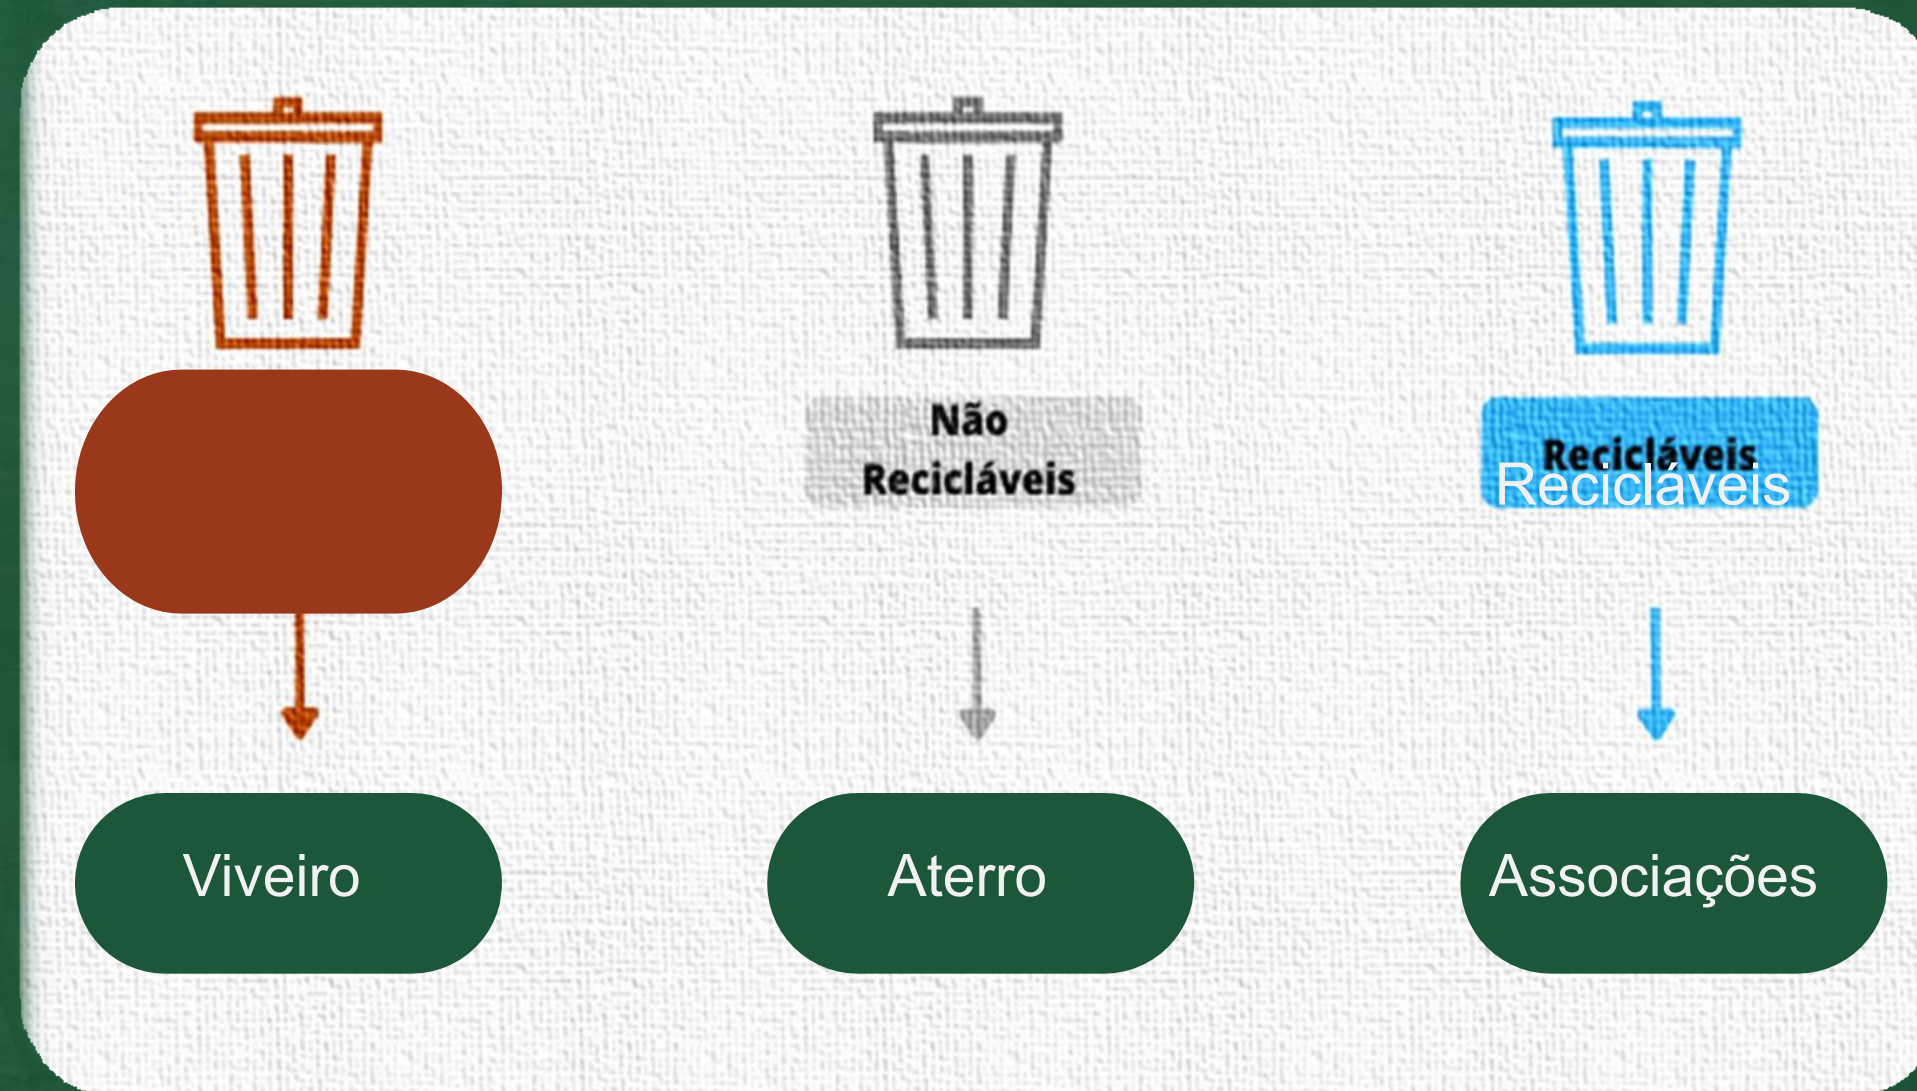 Não
Recicláveis
Recicláveis
Recicláveis
Viveiro
Aterro
Associações